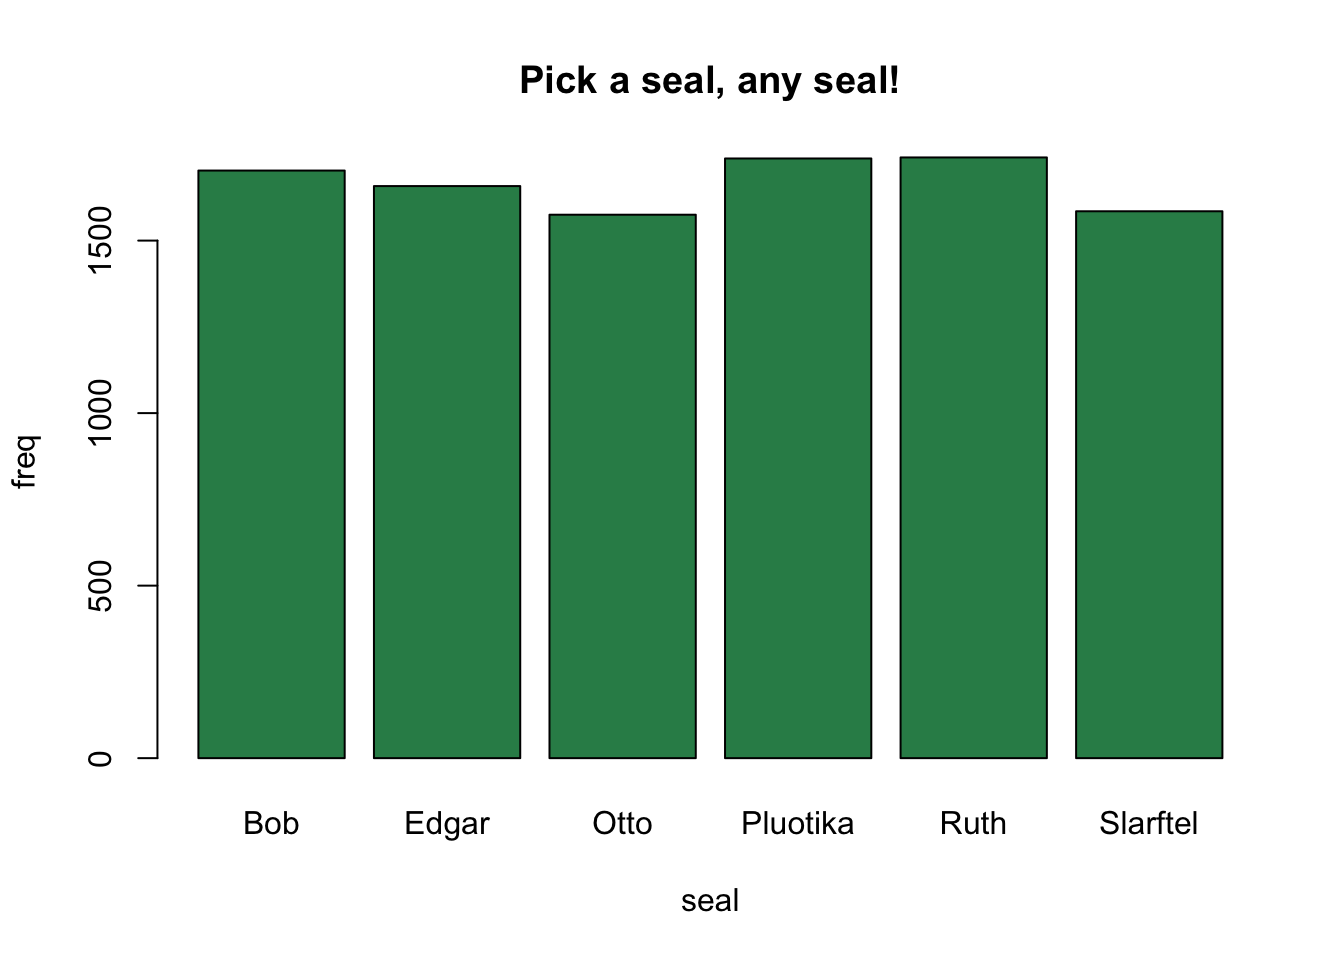 Pick a seal, any seal!
1500
1000
500
0
freq
Bob Edgar Otto Pluotika Ruth Slarftel
seal